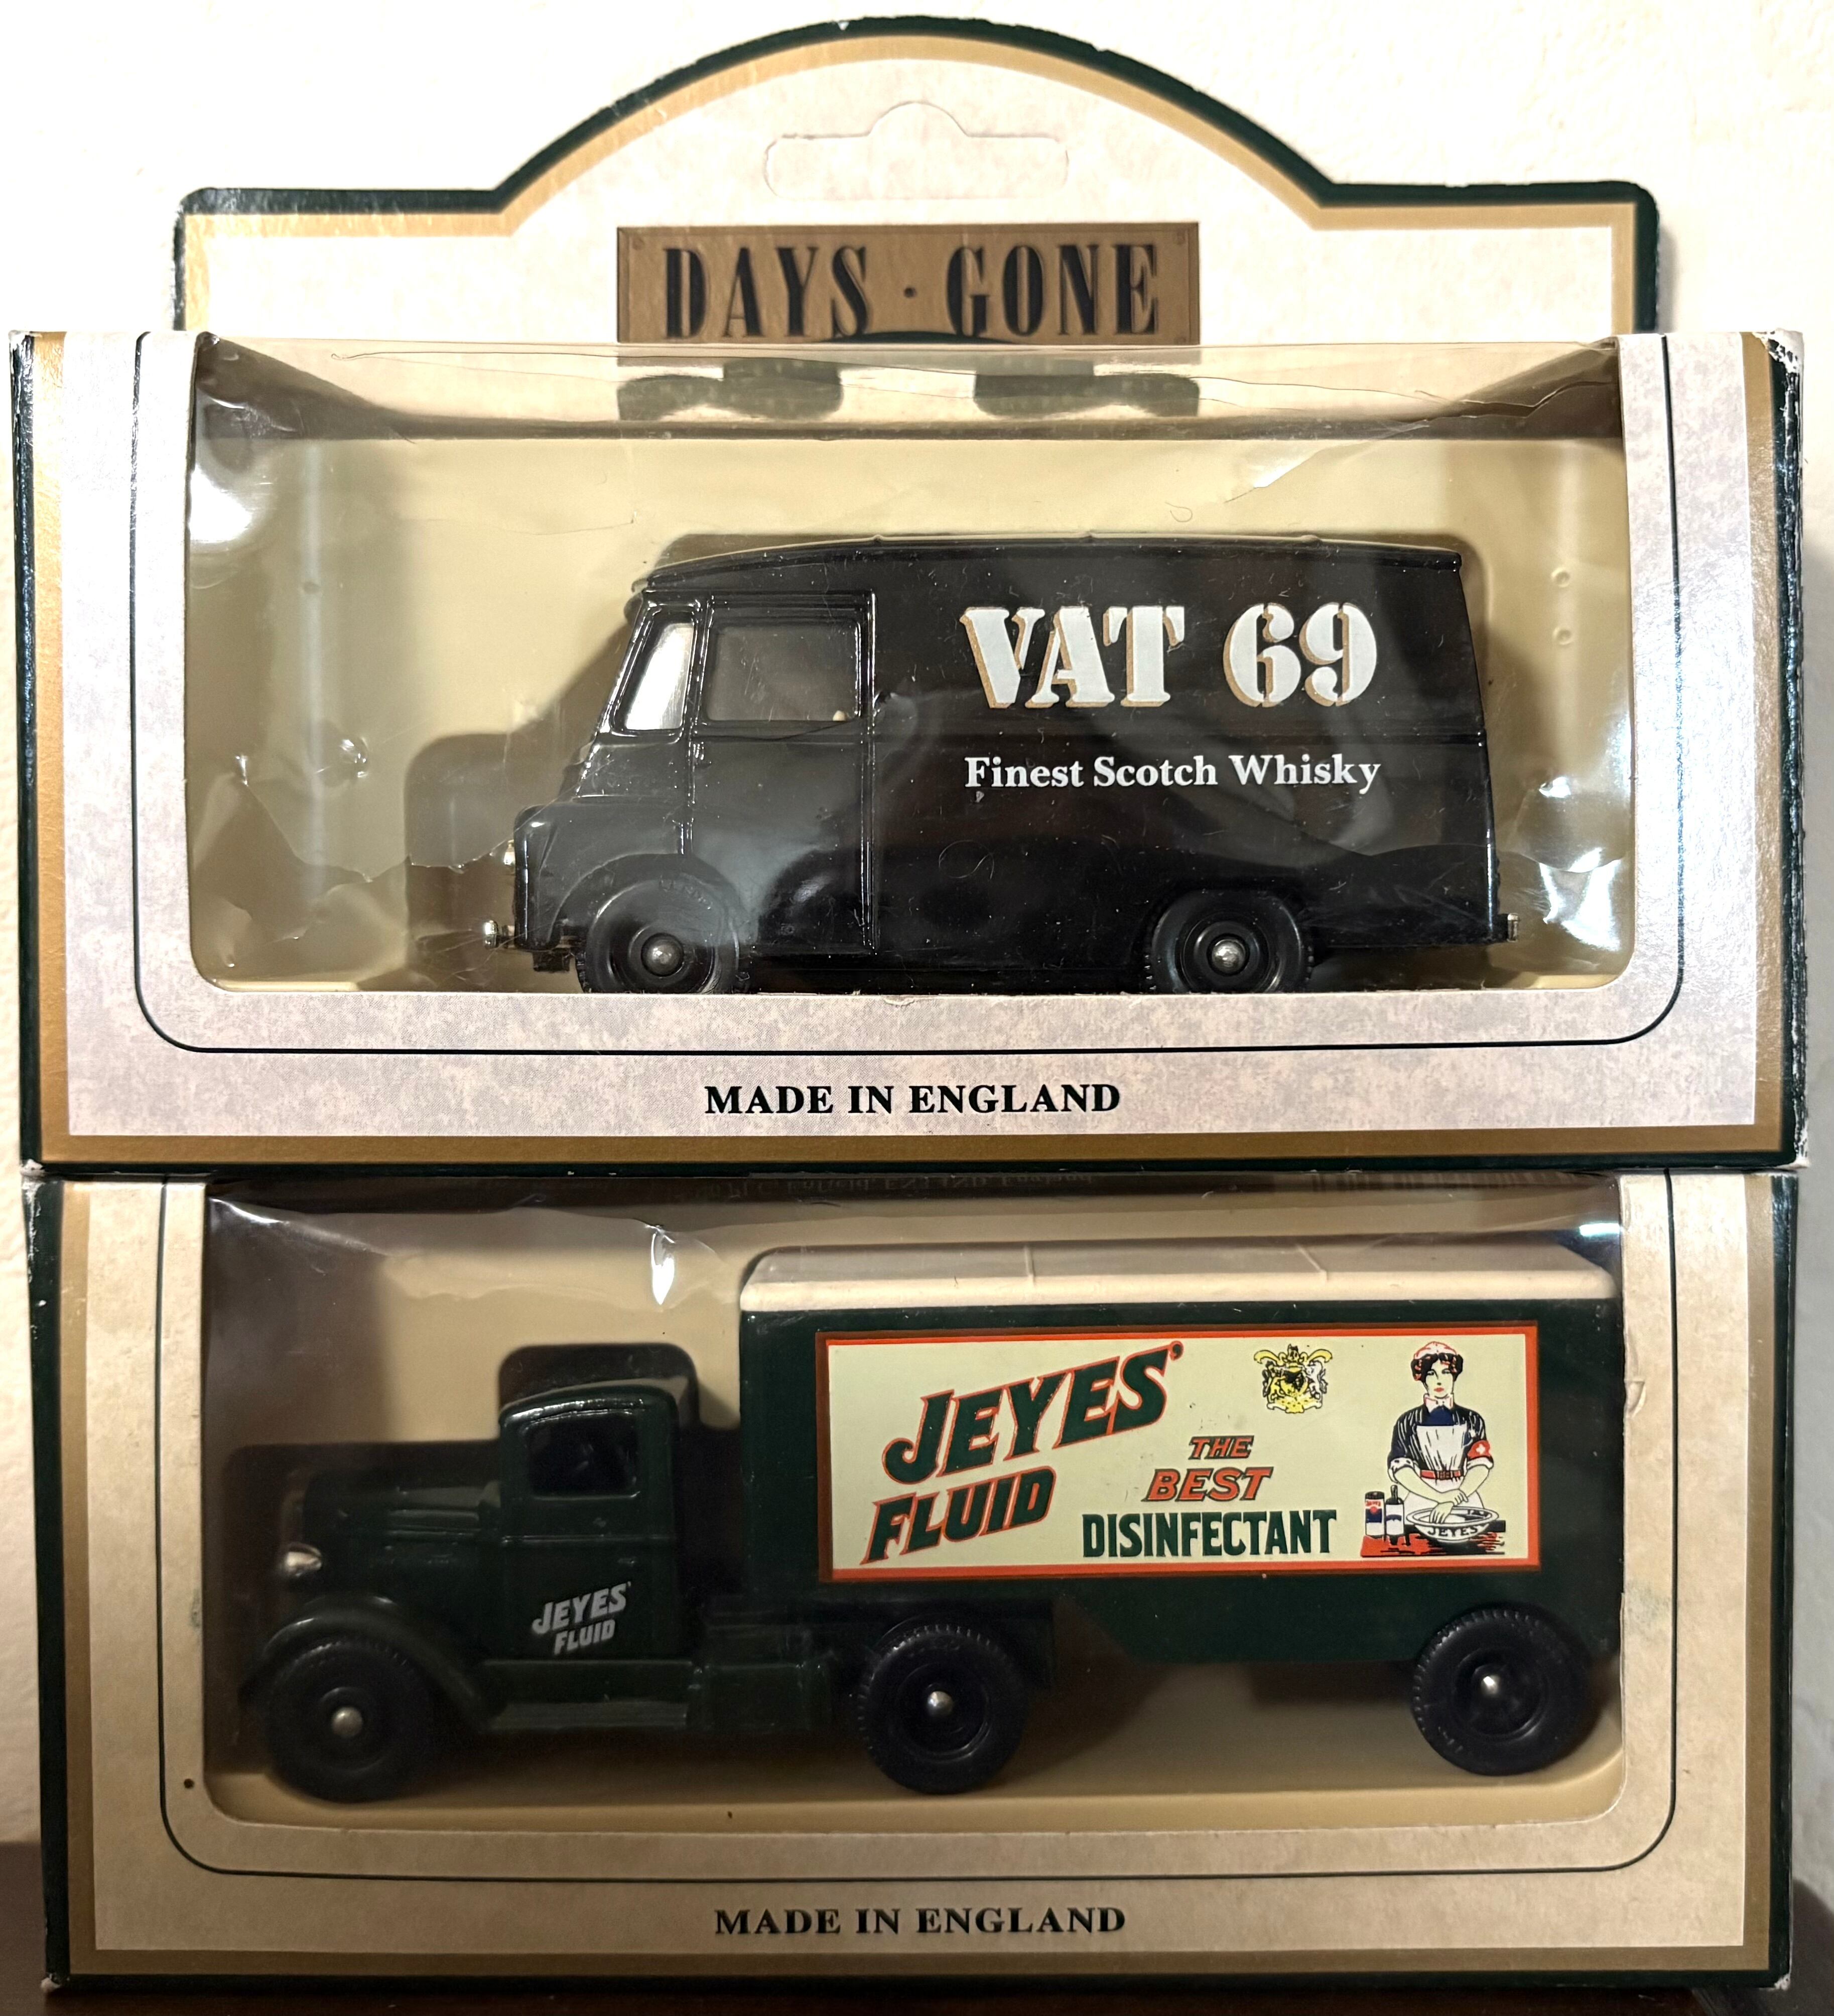 DAYS · GONE
VAT 69
Finest Scotch Whisky
MADE IN ENGLAND
JEYES'
FLUID
THE
BEST
DISINFECTANT
JEYES'
JEYES'
FLUID
MADE IN ENGLAND